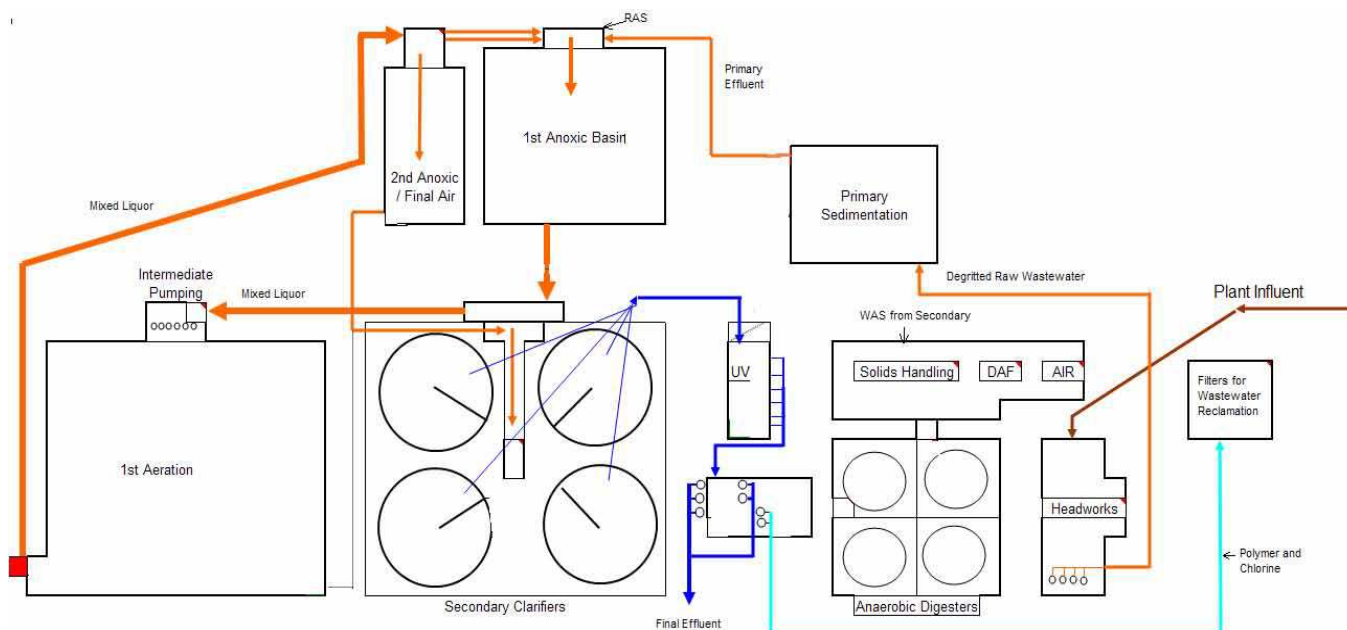 RAS
Primary
Effluent
1st Anoxic Basin
2nd Anoxic
/ Final Air
Mixed Liquor
Primary
Sedimentation
Intermediate
Pumping
Mixed Liquor
Degritted Raw Wastewater
Plant Influent
WAS from Secondary
UV
Solids Handling
DAF
AIR
Filters for
Wastewater
Reclamation
1st Aeration
Headworks
Polymer and
Chlorine
Secondary Clarifiers
Anaerobic Digesters
Final Effluent